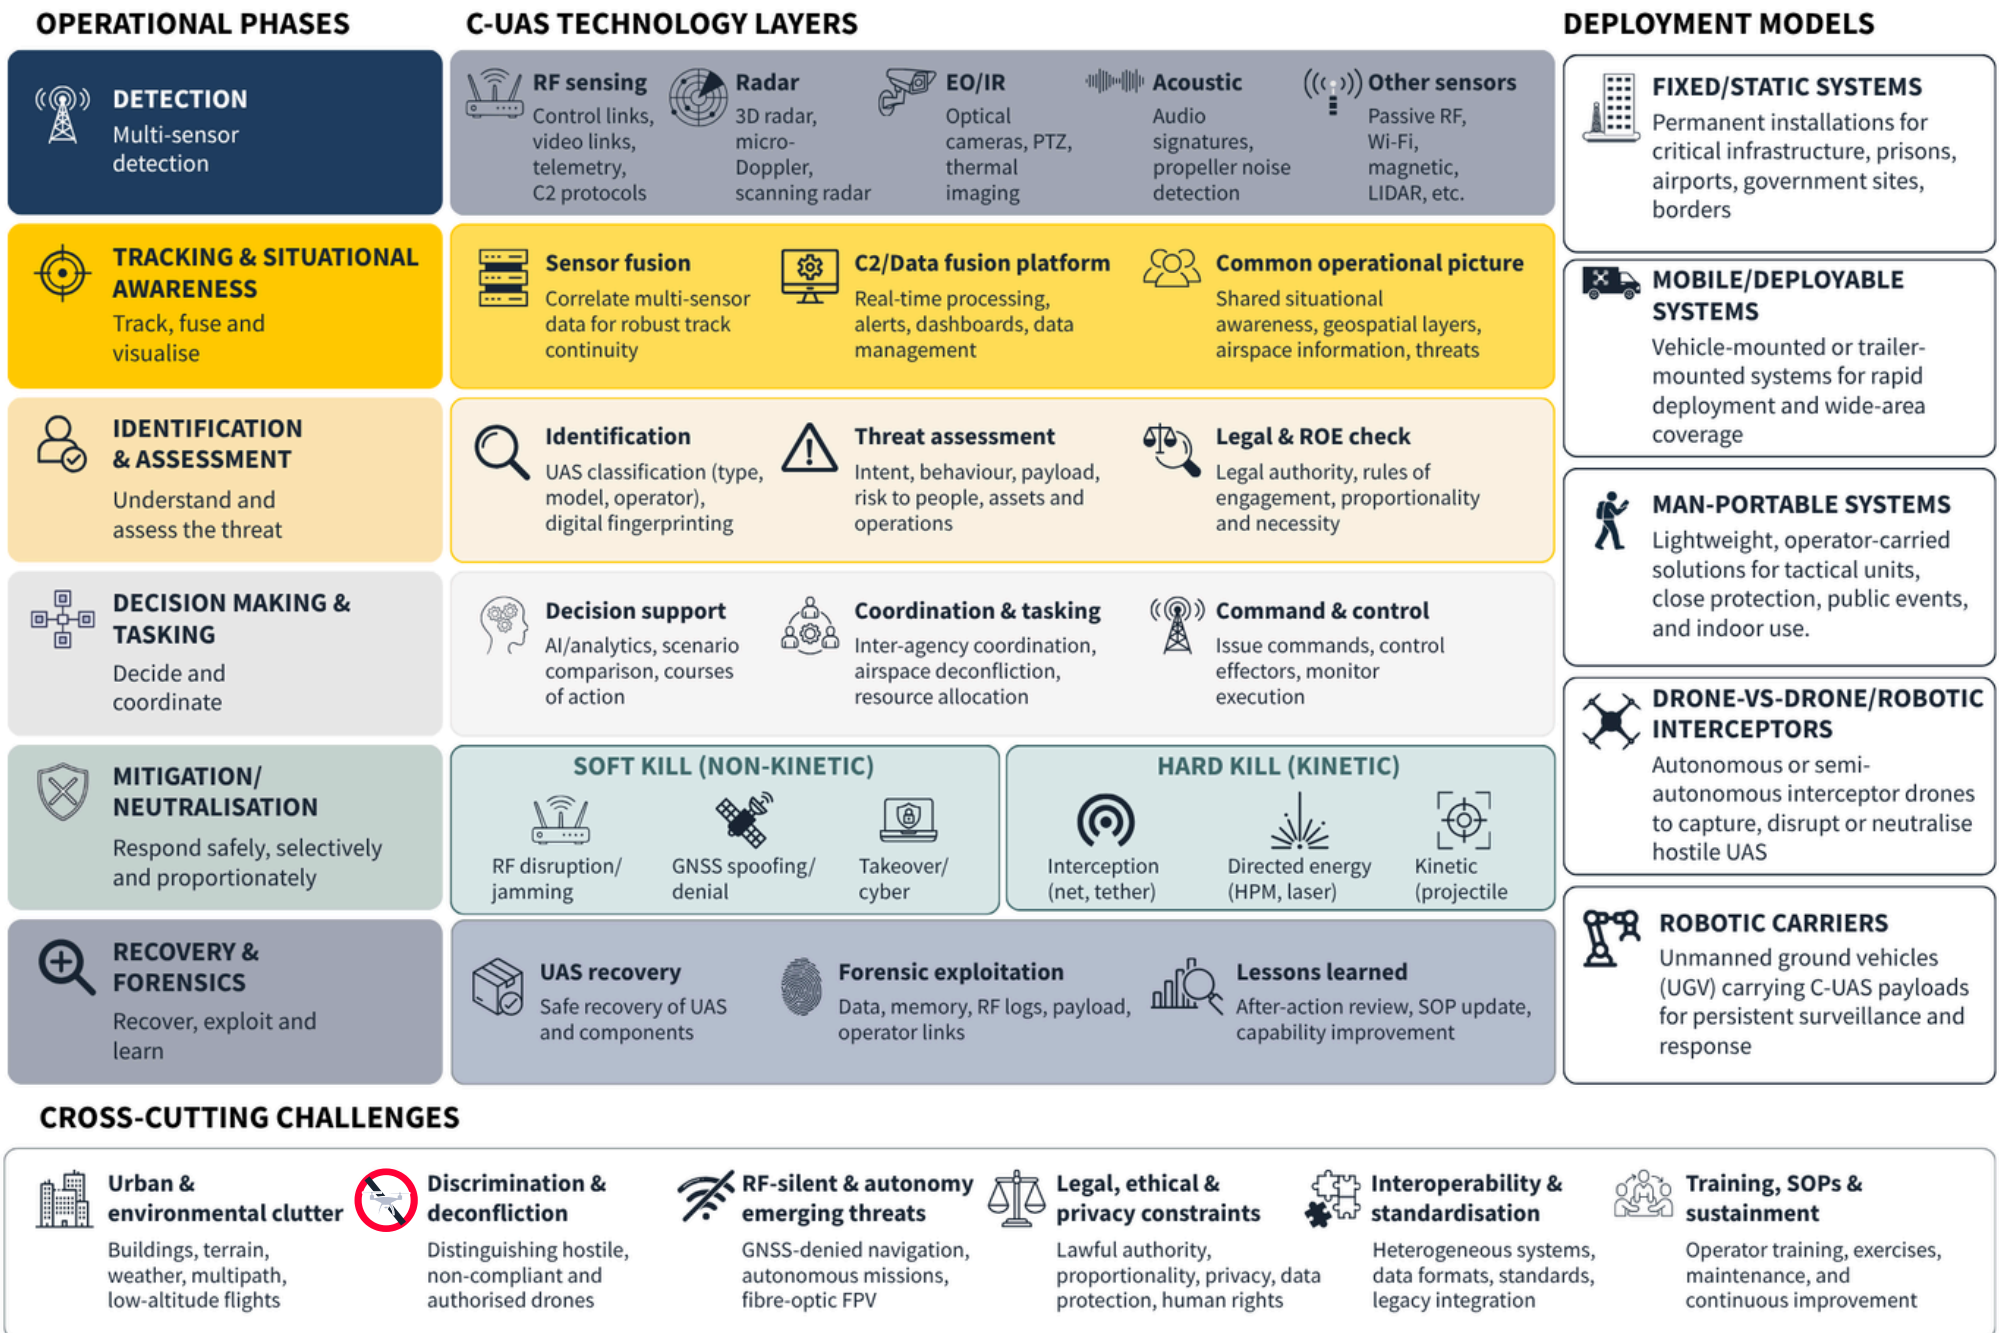 OPERATIONAL PHASES
C-UAS TECHNOLOGY LAYERS
DEPLOYMENT MODELS
DETECTION
Multi-sensor
detection
RF sensing
Control links,
video links,
telemetry,
C2 protocols
Radar
3D radar,
micro-
Doppler,
scanning radar
EO/IR
Optical
cameras, PTZ,
thermal
imaging
Acoustic
Audio
signatures,
propeller noise
detection
Other sensors
Passive RF,
Wi-Fi,
magnetic,
LIDAR, etc.
TRACKING & SITUATIONAL
AWARENESS
Track, fuse and
visualise
Sensor fusion
Correlate multi-sensor
data for robust track
continuity
C2/Data fusion platform
Real-time processing,
alerts, dashboards, data
management
Common operational picture
Shared situational
awareness, geospatial layers,
airspace information, threats
IDENTIFICATION
& ASSESSMENT
Understand and
assess the threat
Identification
UAS classification (type,
model, operator),
digital fingerprinting
Threat assessment
Intent, behaviour, payload,
risk to people, assets and
operations
Legal & ROE check
Legal authority, rules of
engagement, proportionality
and necessity
DECISION MAKING &
TASKING
Decide and
coordinate
Decision support
AI/analytics, scenario
comparison, courses
of action
Coordination & tasking
Inter-agency coordination,
airspace deconfliction,
resource allocation
Command & control
Issue commands, control
effectors, monitor
execution
MITIGATION/
NEUTRALISATION
Respond safely, selectively
and proportionately
SOFT KILL (NON-KINETIC)
RF disruption/
jamming
GNSS spoofing/
denial
Takeover/
cyber
HARD KILL (KINETIC)
Interception
(net, tether)
Directed energy
(HPM, laser)
Kinetic
(projectile
RECOVERY &
FORENSICS
Recover, exploit and
learn
UAS recovery
Safe recovery of UAS
and components
Forensic exploitation
Data, memory, RF logs, payload,
operator links
Lessons learned
After-action review, SOP update,
capability improvement
FIXED/STATIC SYSTEMS
Permanent installations for
critical infrastructure, prisons,
airports, government sites,
borders
MOBILE/DEPLOYABLE
SYSTEMS
Vehicle-mounted or trailer-
mounted systems for rapid
deployment and wide-area
coverage
MAN-PORTABLE SYSTEMS
Lightweight, operator-carried
solutions for tactical units,
close protection, public events,
and indoor use.
DRONE-VS-DRONE/ROBOTIC
INTERCEPTORS
Autonomous or semi-
autonomous interceptor drones
to capture, disrupt or neutralise
hostile UAS
ROBOTIC CARRIERS
Unmanned ground vehicles
(UGV) carrying C-UAS payloads
for persistent surveillance and
response
CROSS-CUTTING CHALLENGES
Urban &
environmental clutter
Buildings, terrain,
weather, multipath,
low-altitude flights
Discrimination &
deconfliction
Distinguishing hostile,
non-compliant and
authorised drones
RF-silent & autonomy
emerging threats
GNSS-denied navigation,
autonomous missions,
fibre-optic FPV
Legal, ethical &
privacy constraints
Lawful authority,
proportionality, privacy, data
protection, human rights
Interoperability &
standardisation
Heterogeneous systems,
data formats, standards,
legacy integration
Training, SOPs &
sustainment
Operator training, exercises,
maintenance, and
continuous improvement